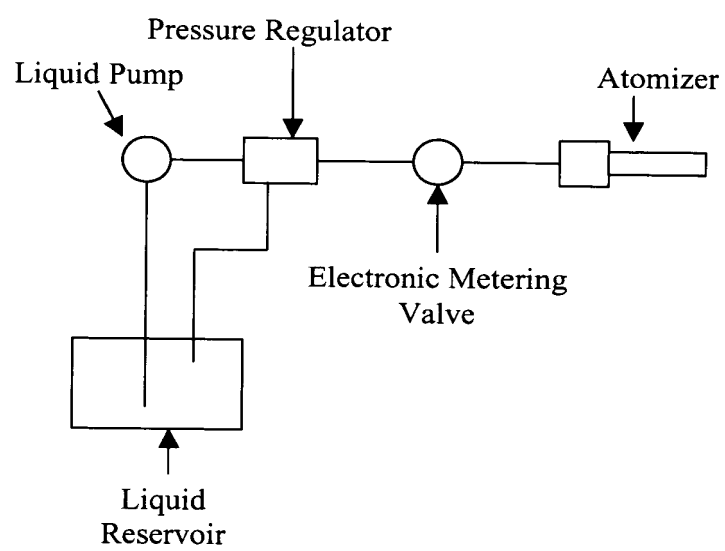 Pressure Regulator
Liquid Pump
Atomizer
Electronic Metering
Valve
Liquid
Reservoir